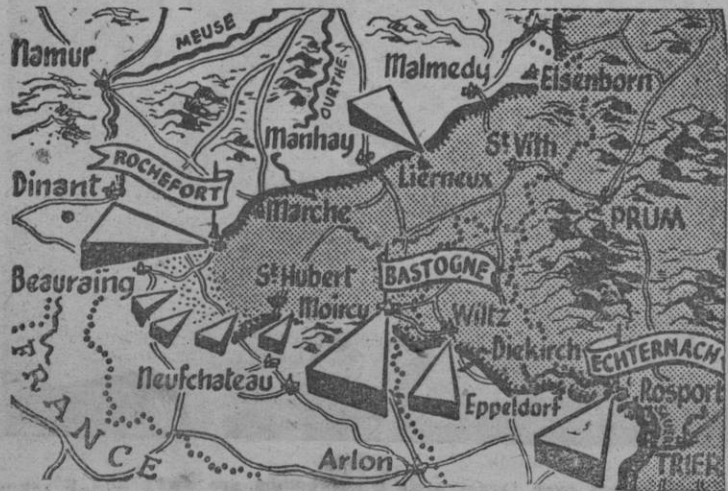 Namur
MEUSE
OURTHE
Malmedy
Elsenborn
Manhay
St Vith
ROCHEFORT
Lierneux
Dinant
Marche
PRUM
Beauraing
St Hubert
BASTOGNE
Moircy
Wiltz
Diekirch
ECHTERNACH
Neufchateau
Eppeldorf
Rosport
FRANCE
Arlon
TRIER